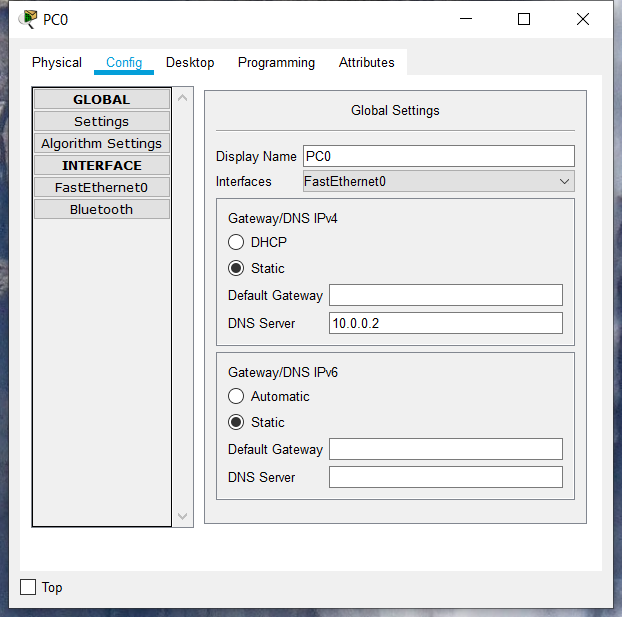 PC0
Physical Config Desktop Programming Attributes
GLOBAL
Settings
Algorithm Settings
INTERFACE
FastEthernet0
Bluetooth
Global Settings
Display Name PC0
Interfaces FastEthernet0
Gateway/DNS IPv4
DHCP
Static
Default Gateway
DNS Server 10.0.0.2
Gateway/DNS IPv6
Automatic
Static
Default Gateway
DNS Server
Top